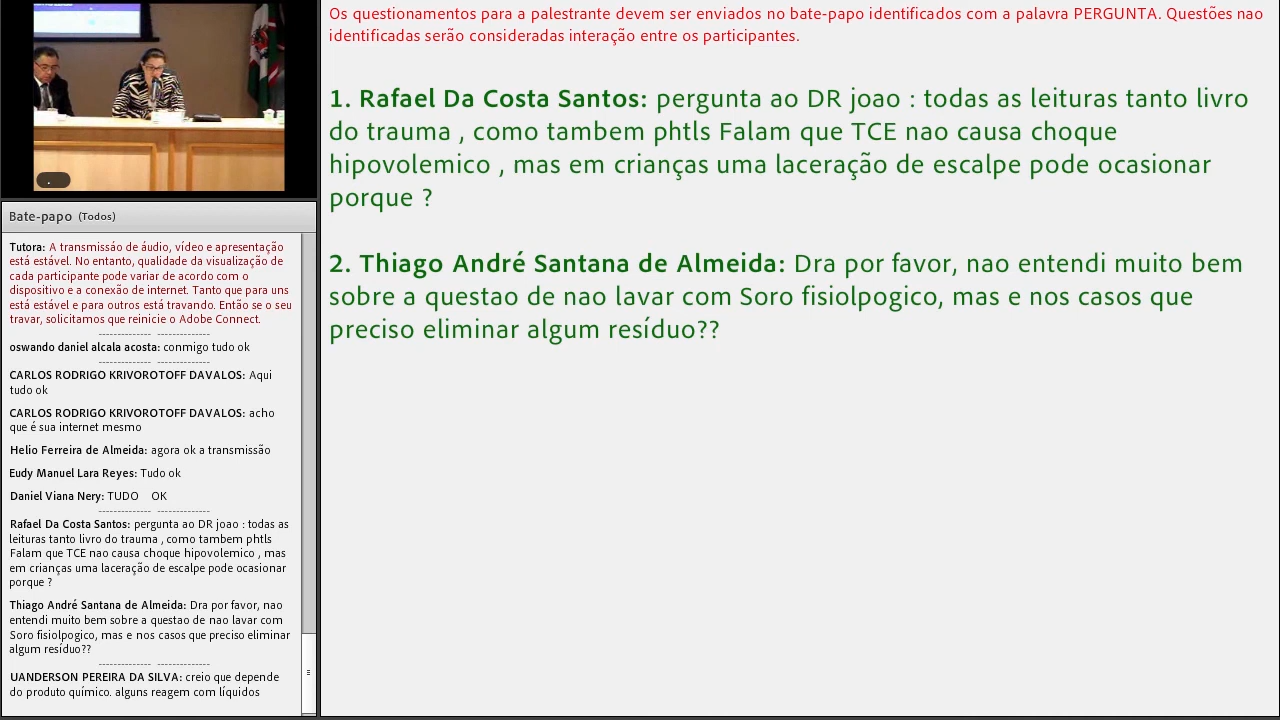 Os questionamentos para a palestrante devem ser enviados no bate-papo identificados com a palavra PERGUNTA. Questões nao
identificadas serão consideradas interação entre os participantes.
1. Rafael Da Costa Santos: pergunta ao DR joao : todas as leituras tanto livro
do trauma , como tambem phtls Falam que TCE nao causa choque
hipovolemico , mas em crianças uma laceração de escalpe pode ocasionar
porque ?
2. Thiago André Santana de Almeida: Dra por favor, nao entendi muito bem
sobre a questao de nao lavar com Soro fisiolpogico, mas e nos casos que
preciso eliminar algum resíduo??
Bate-papo (Todos)
Tutora: A transmissáo de áudio, vídeo e apresentação
está estável. No entanto, qualidade da visualização de
cada participante pode variar de acordo com o
dispositivo e a conexão de internet. Tanto que para uns
está estável e para outros está travando. Então se o seu
travar, solicitamos que reinicie o Adobe Connect.
-------------- --------------
oswando daniel alcala acosta: conmigo tudo ok
-------------- --------------
CARLOS RODRIGO KRIVOROTOFF DAVALOS: Aqui
tudo ok
CARLOS RODRIGO KRIVOROTOFF DAVALOS: acho
que é sua internet mesmo
Helio Ferreira de Almeida: agora ok a transmissão
Eudy Manuel Lara Reyes: Tudo ok
Daniel Viana Nery: TUDO OK
-------------- --------------
Rafael Da Costa Santos: pergunta ao DR joao : todas as
leituras tanto livro do trauma , como tambem phtls
Falam que TCE nao causa choque hipovolemico , mas
em crianças uma laceração de escalpe pode ocasionar
porque ?
Thiago André Santana de Almeida: Dra por favor, nao
entendi muito bem sobre a questao de nao lavar com
Soro fisiolpogico, mas e nos casos que preciso eliminar
algum resíduo??
-------------- --------------
UANDERSON PEREIRA DA SILVA: creio que depende
do produto químico. alguns reagem com líquidos